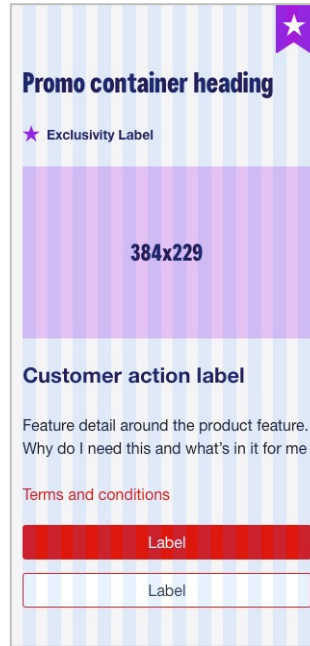 Promo container heading
Exclusivity Label
384x229
Customer action label
Feature detail around the product feature.
Why do I need this and what's in it for me
Terms and conditions
Label
Label